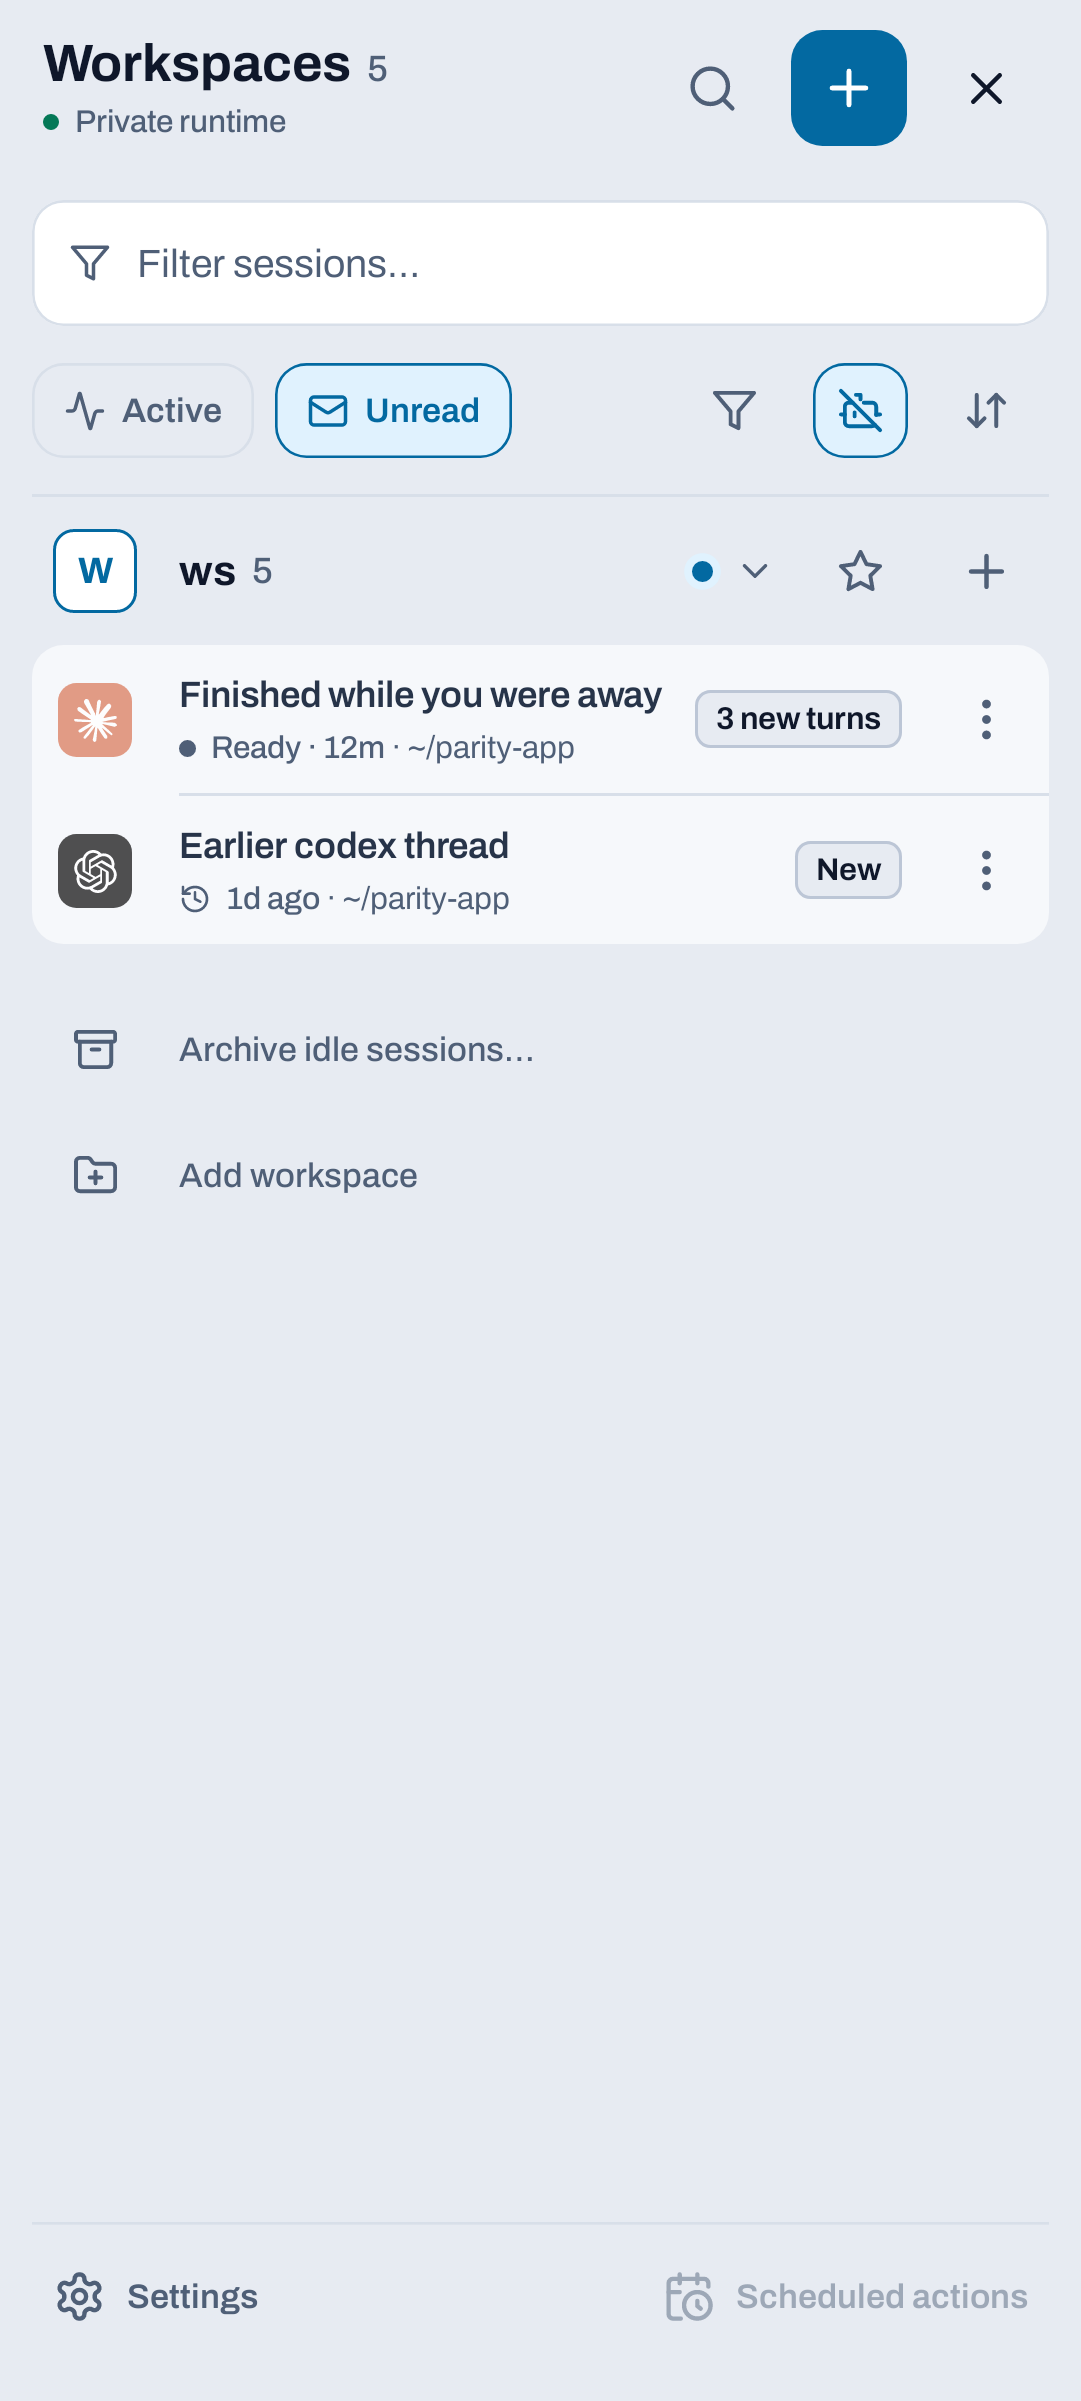 Workspaces 5
Private runtime
Filter sessions...
Active
Unread
W
ws 5
Finished while you were away
3 new turns
Ready · 12m · ~/parity-app
Earlier codex thread
New
1d ago · ~/parity-app
Archive idle sessions...
Add workspace
Settings
Scheduled actions